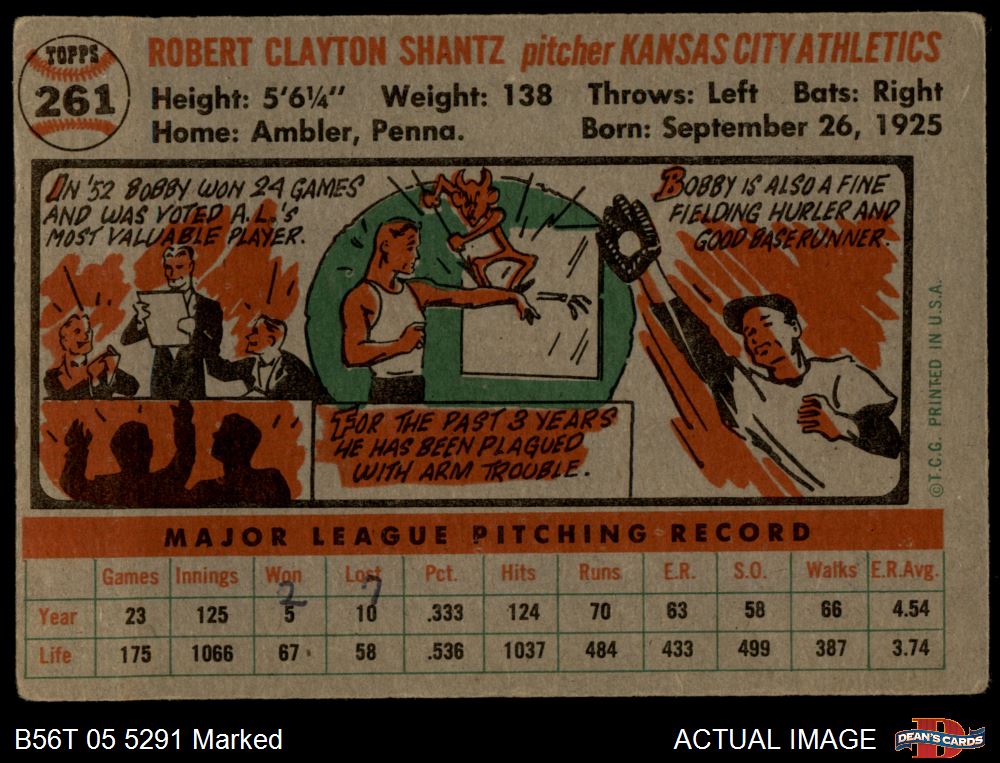 TOPPS
261
ROBERT CLAYTON SHANTZ pitcher KANSAS CITY ATHLETICS
Height: 5'6¼" Weight: 138 Throws: Left Bats: Right
Home: Ambler, Penna. Born: September 26, 1925
IN '52 BOBBY WON 24 GAMES
AND WAS VOTED A.L.'S
MOST VALUABLE PLAYER.
FOR THE PAST 3 YEARS
HE HAS BEEN PLAGUED
WITH ARM TROUBLE.
BOBBY IS ALSO A FINE
FIELDING HURLER AND
GOOD BASERUNNER.
©T.C.G. PRINTED IN U.S.A.
MAJOR LEAGUE PITCHING RECORD
Games Innings Won Lost Pct. Hits Runs E.R. S.O. Walks E.R.Avg.
2 7
Year 23 125 5 10 .333 124 70 63 58 66 4.54
Life 175 1066 67 58 .536 1037 484 433 499 387 3.74
B56T 05 5291 Marked
ACTUAL IMAGE
D
DEAN'S CARDS